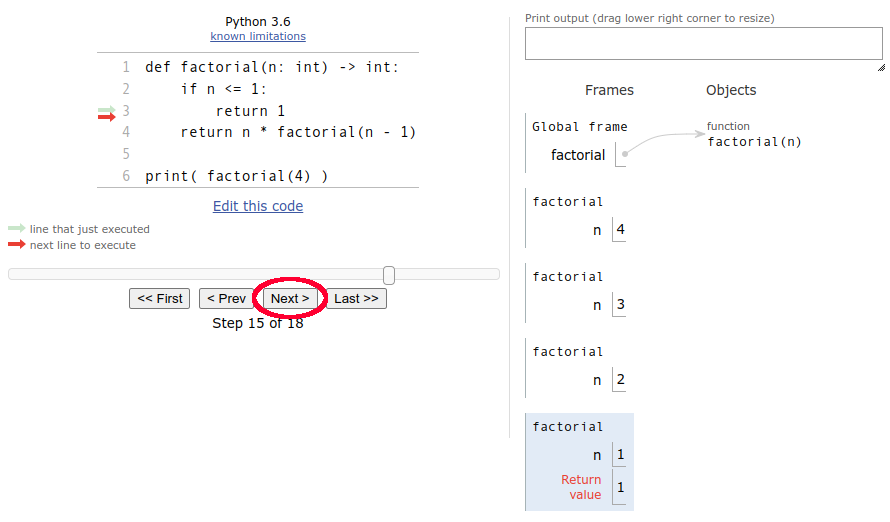 Python 3.6
known limitations
1 def factorial(n: int) -> int:
2 if n <= 1:
3 return 1
4 return n * factorial(n - 1)
5
6 print( factorial(4) )
Edit this code
line that just executed
next line to execute
<< First < Prev Next > Last >>
Step 15 of 18
Print output (drag lower right corner to resize)
Frames Objects
Global frame
factorial
function
factorial(n)
factorial
n 4
factorial
n 3
factorial
n 2
factorial
n 1
Return
value 1